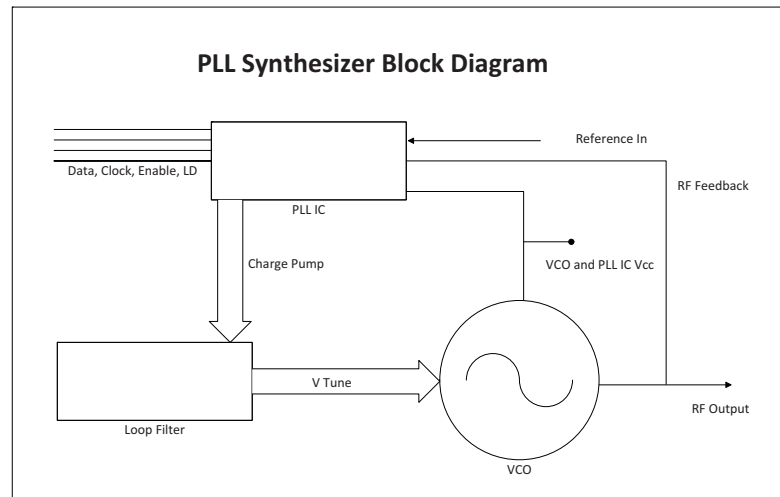 PLL Synthesizer Block Diagram
Reference In
Data, Clock, Enable, LD
RF Feedback
PLL IC
Charge Pump
VCO and PLL IC Vcc
V Tune
RF Output
Loop Filter
VCO